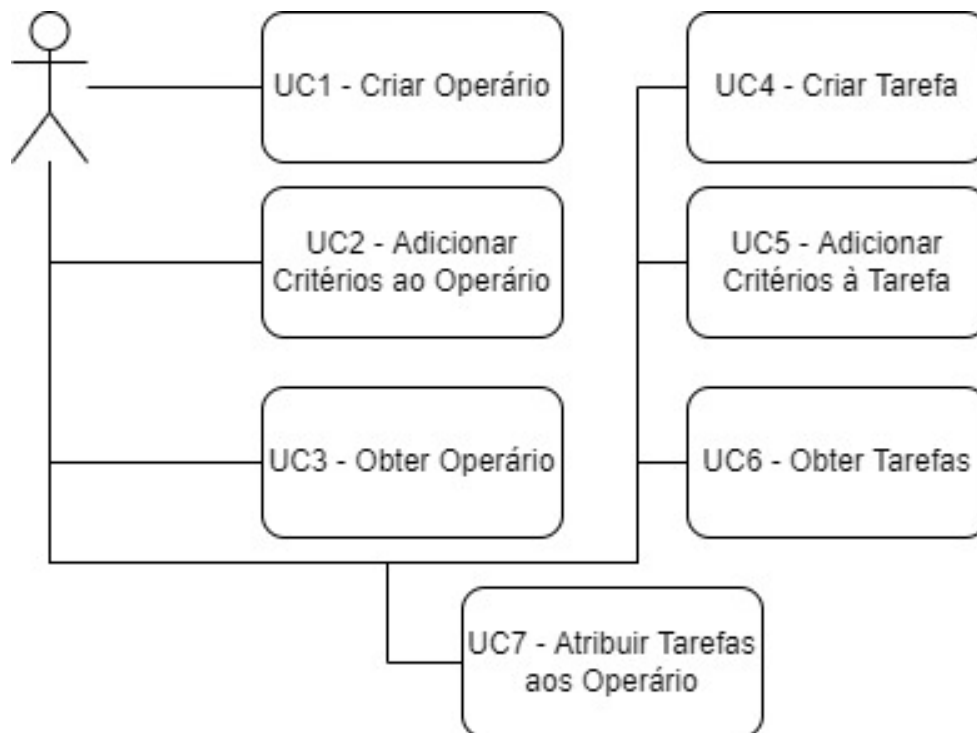 UC1 - Criar Operário
UC4 - Criar Tarefa
UC2 - Adicionar
Critérios ao Operário
UC5 - Adicionar
Critérios à Tarefa
UC3 - Obter Operário
UC6 - Obter Tarefas
UC7 - Atribuir Tarefas
aos Operário